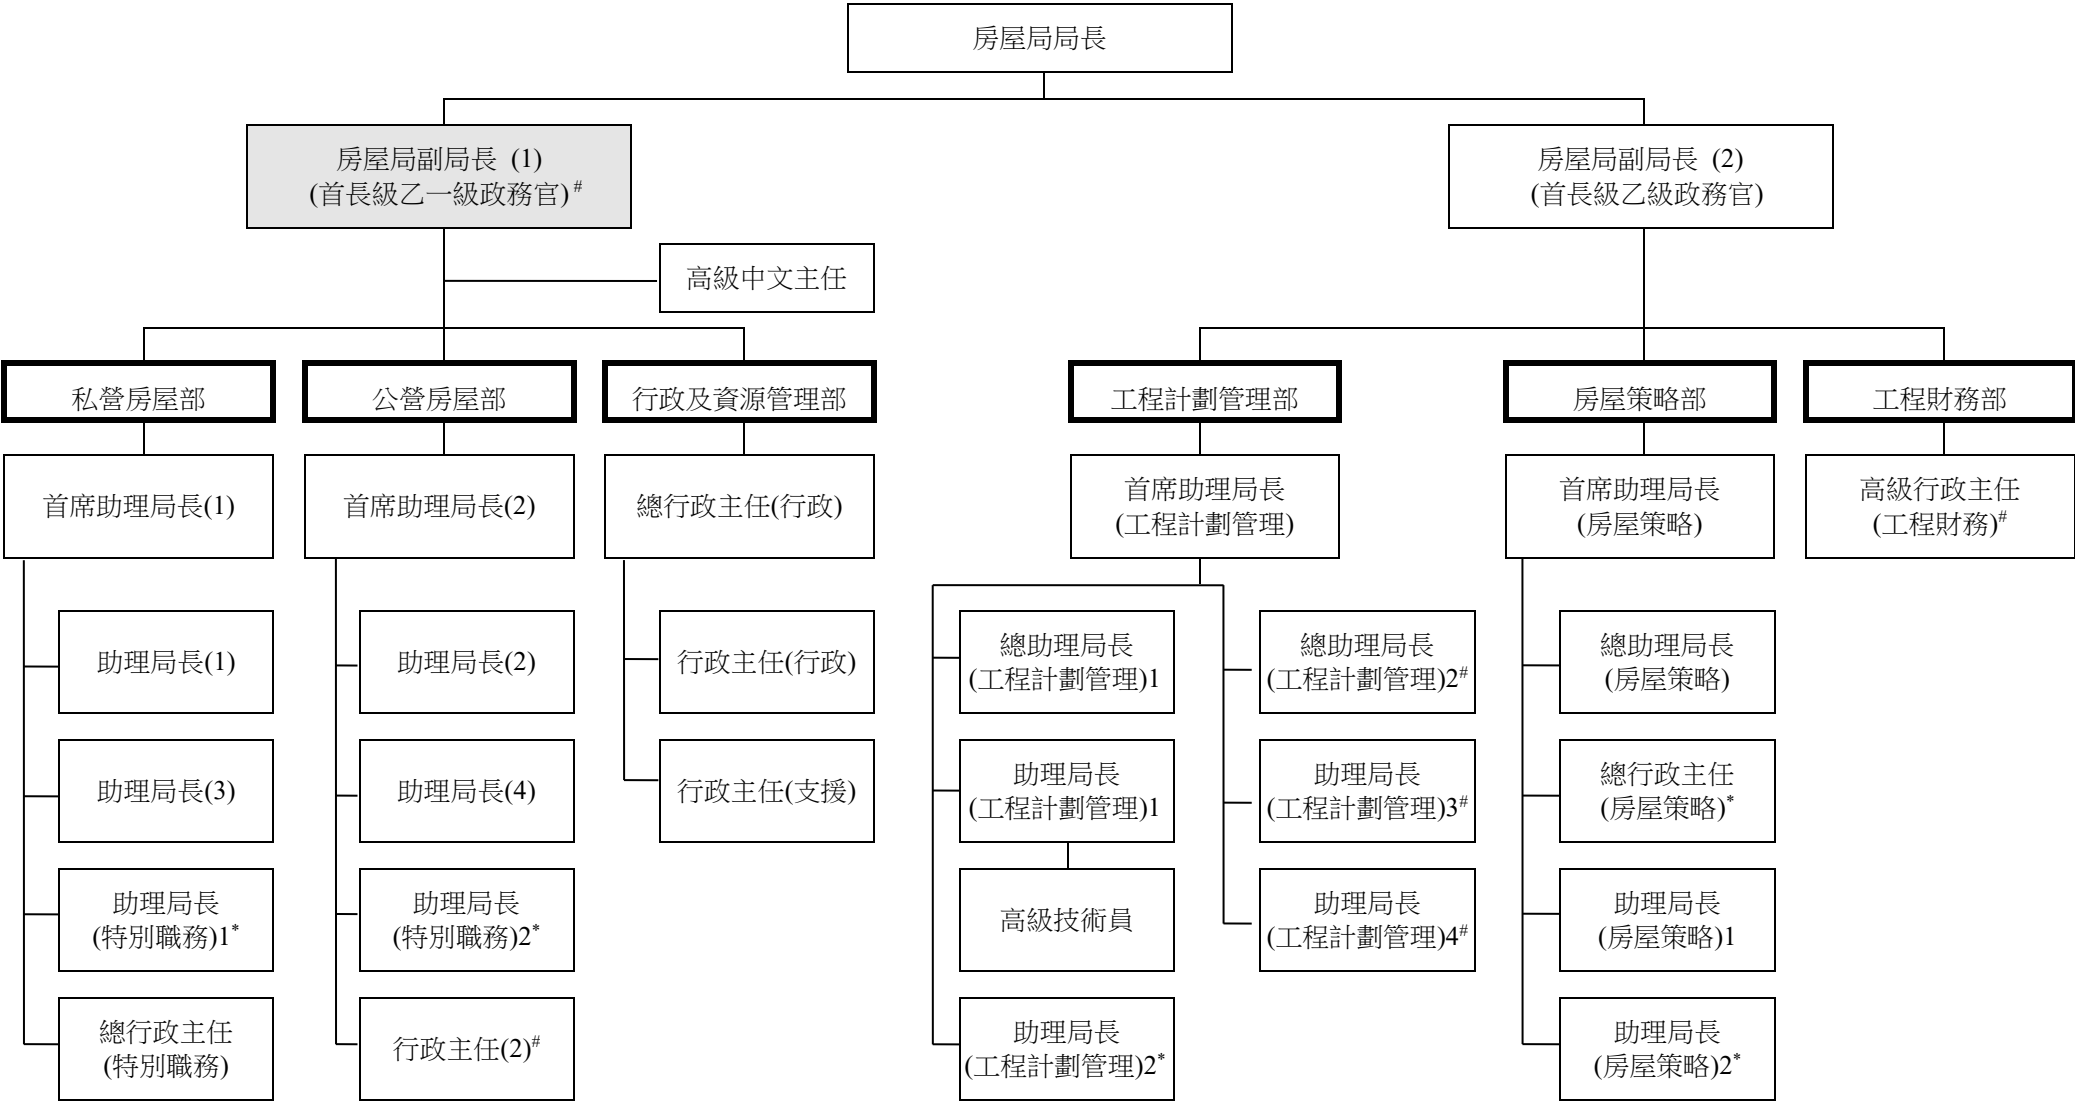 房屋局局長
房屋局副局長 (1)
(首長級乙一級政務官)#
房屋局副局長 (2)
(首長級乙級政務官)
高級中文主任
私營房屋部
公營房屋部
行政及資源管理部
工程計劃管理部
房屋策略部
工程財務部
首席助理局長(1)
首席助理局長(2)
總行政主任(行政)
首席助理局長
(工程計劃管理)
首席助理局長
(房屋策略)
高級行政主任
(工程財務)#
助理局長(1)
助理局長(2)
行政主任(行政)
總助理局長
(工程計劃管理)1
總助理局長
(工程計劃管理)2#
總助理局長
(房屋策略)
助理局長(3)
助理局長(4)
行政主任(支援)
助理局長
(工程計劃管理)1
助理局長
(工程計劃管理)3#
總行政主任
(房屋策略)*
助理局長
(特別職務)1*
助理局長
(特別職務)2*
高級技術員
助理局長
(工程計劃管理)4#
助理局長
(房屋策略)1
總行政主任
(特別職務)
行政主任(2)#
助理局長
(工程計劃管理)2*
助理局長
(房屋策略)2*